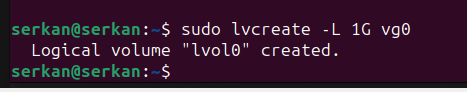 serkan@serkan:~$ sudo lvcreate -L 1G vg0
  Logical volume "lvol0" created.
serkan@serkan:~$